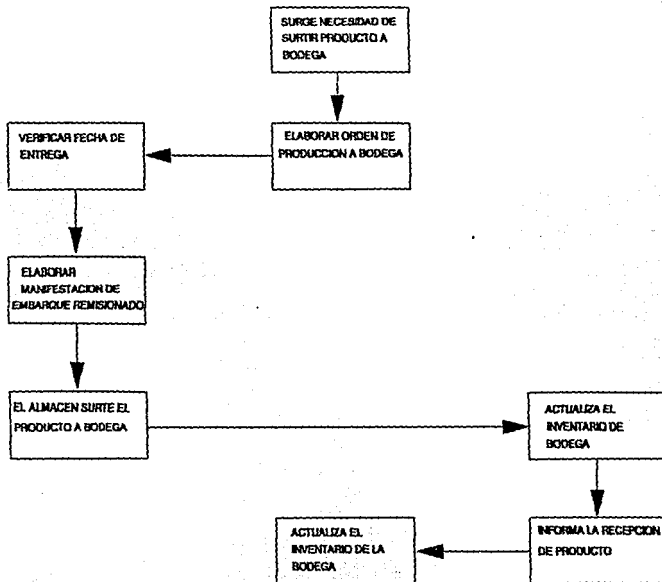 SURGE NECESIDAD DE
SURTIR PRODUCTO A
BODEGA
ELABORAR ORDEN DE
PRODUCCION A BODEGA
VERIFICAR FECHA DE
ENTREGA
ELABORAR
MANIFESTACION DE
EMBARQUE REMISIONADO
EL ALMACEN SURTE EL
PRODUCTO A BODEGA
ACTUALIZA EL
INVENTARIO DE
BODEGA
INFORMA LA RECEPCION
DE PRODUCTO
ACTUALIZA EL
INVENTARIO DE LA
BODEGA